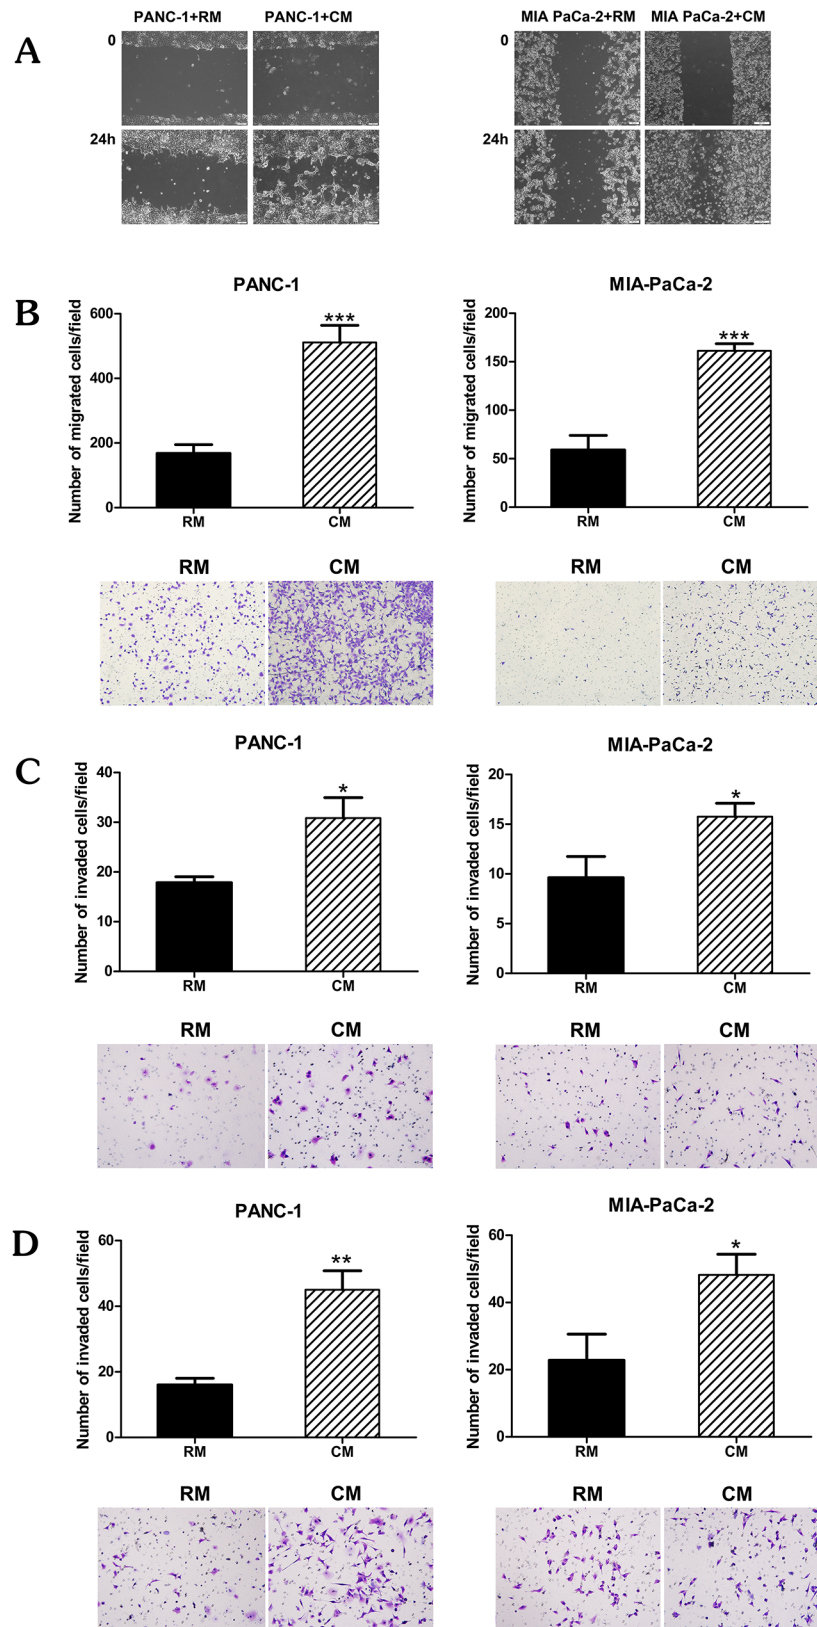 A
PANC-1+RM PANC-1+CM MIA PaCa-2+RM MIA PaCa-2+CM
0 0
24h 24h
B
PANC-1 MIA-PaCa-2
Number of migrated cells/field
600
400
200
0
***
RM CM
Number of migrated cells/field
200
150
100
50
0
***
RM CM
RM CM RM CM
C
PANC-1 MIA-PaCa-2
Number of invaded cells/field
40
30
20
10
0
*
RM CM
Number of invaded cells/field
20
15
10
5
0
*
RM CM
RM CM RM CM
D
PANC-1 MIA-PaCa-2
Number of invaded cells/field
60
40
20
0
**
RM CM
Number of invaded cells/field
60
40
20
0
*
RM CM
RM CM RM CM